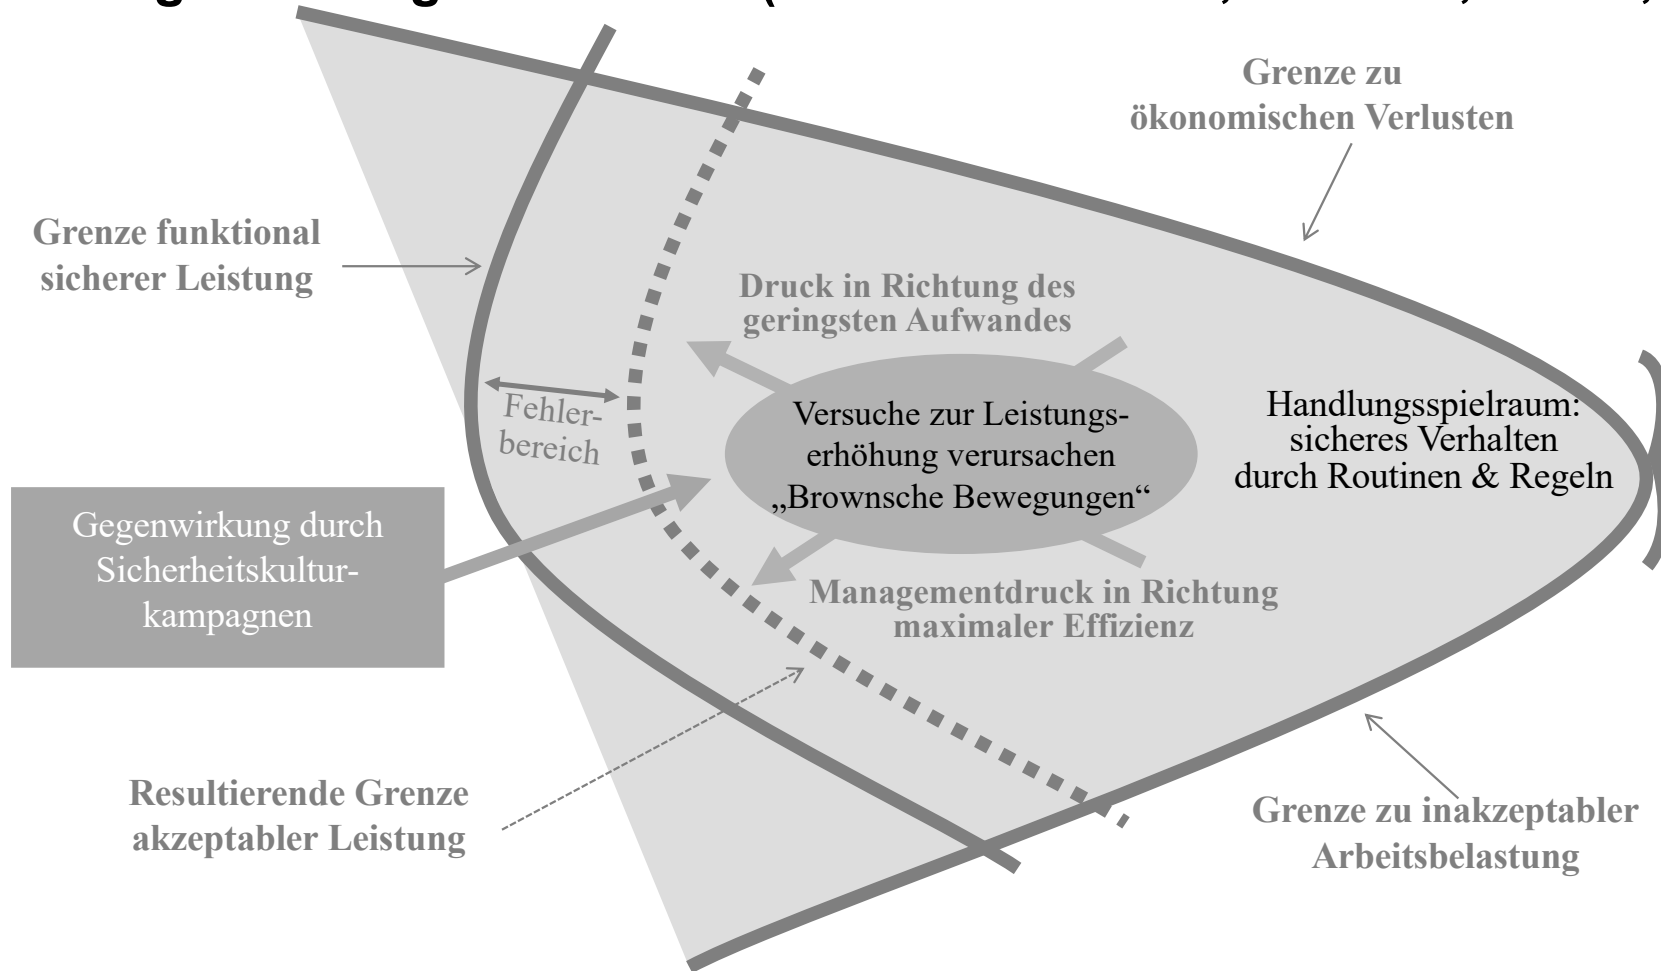 Grenze zu
ökonomischen Verlusten
Grenze funktional
sicherer Leistung
Druck in Richtung des
geringsten Aufwandes
Fehler-
bereich
Versuche zur Leistungs-
erhöhung verursachen
„Brownsche Bewegungen“
Handlungsspielraum:
sicheres Verhalten
durch Routinen & Regeln
Gegenwirkung durch
Sicherheitskultur-
kampagnen
Managementdruck in Richtung
maximaler Effizienz
Resultierende Grenze
akzeptabler Leistung
Grenze zu inakzeptabler
Arbeitsbelastung